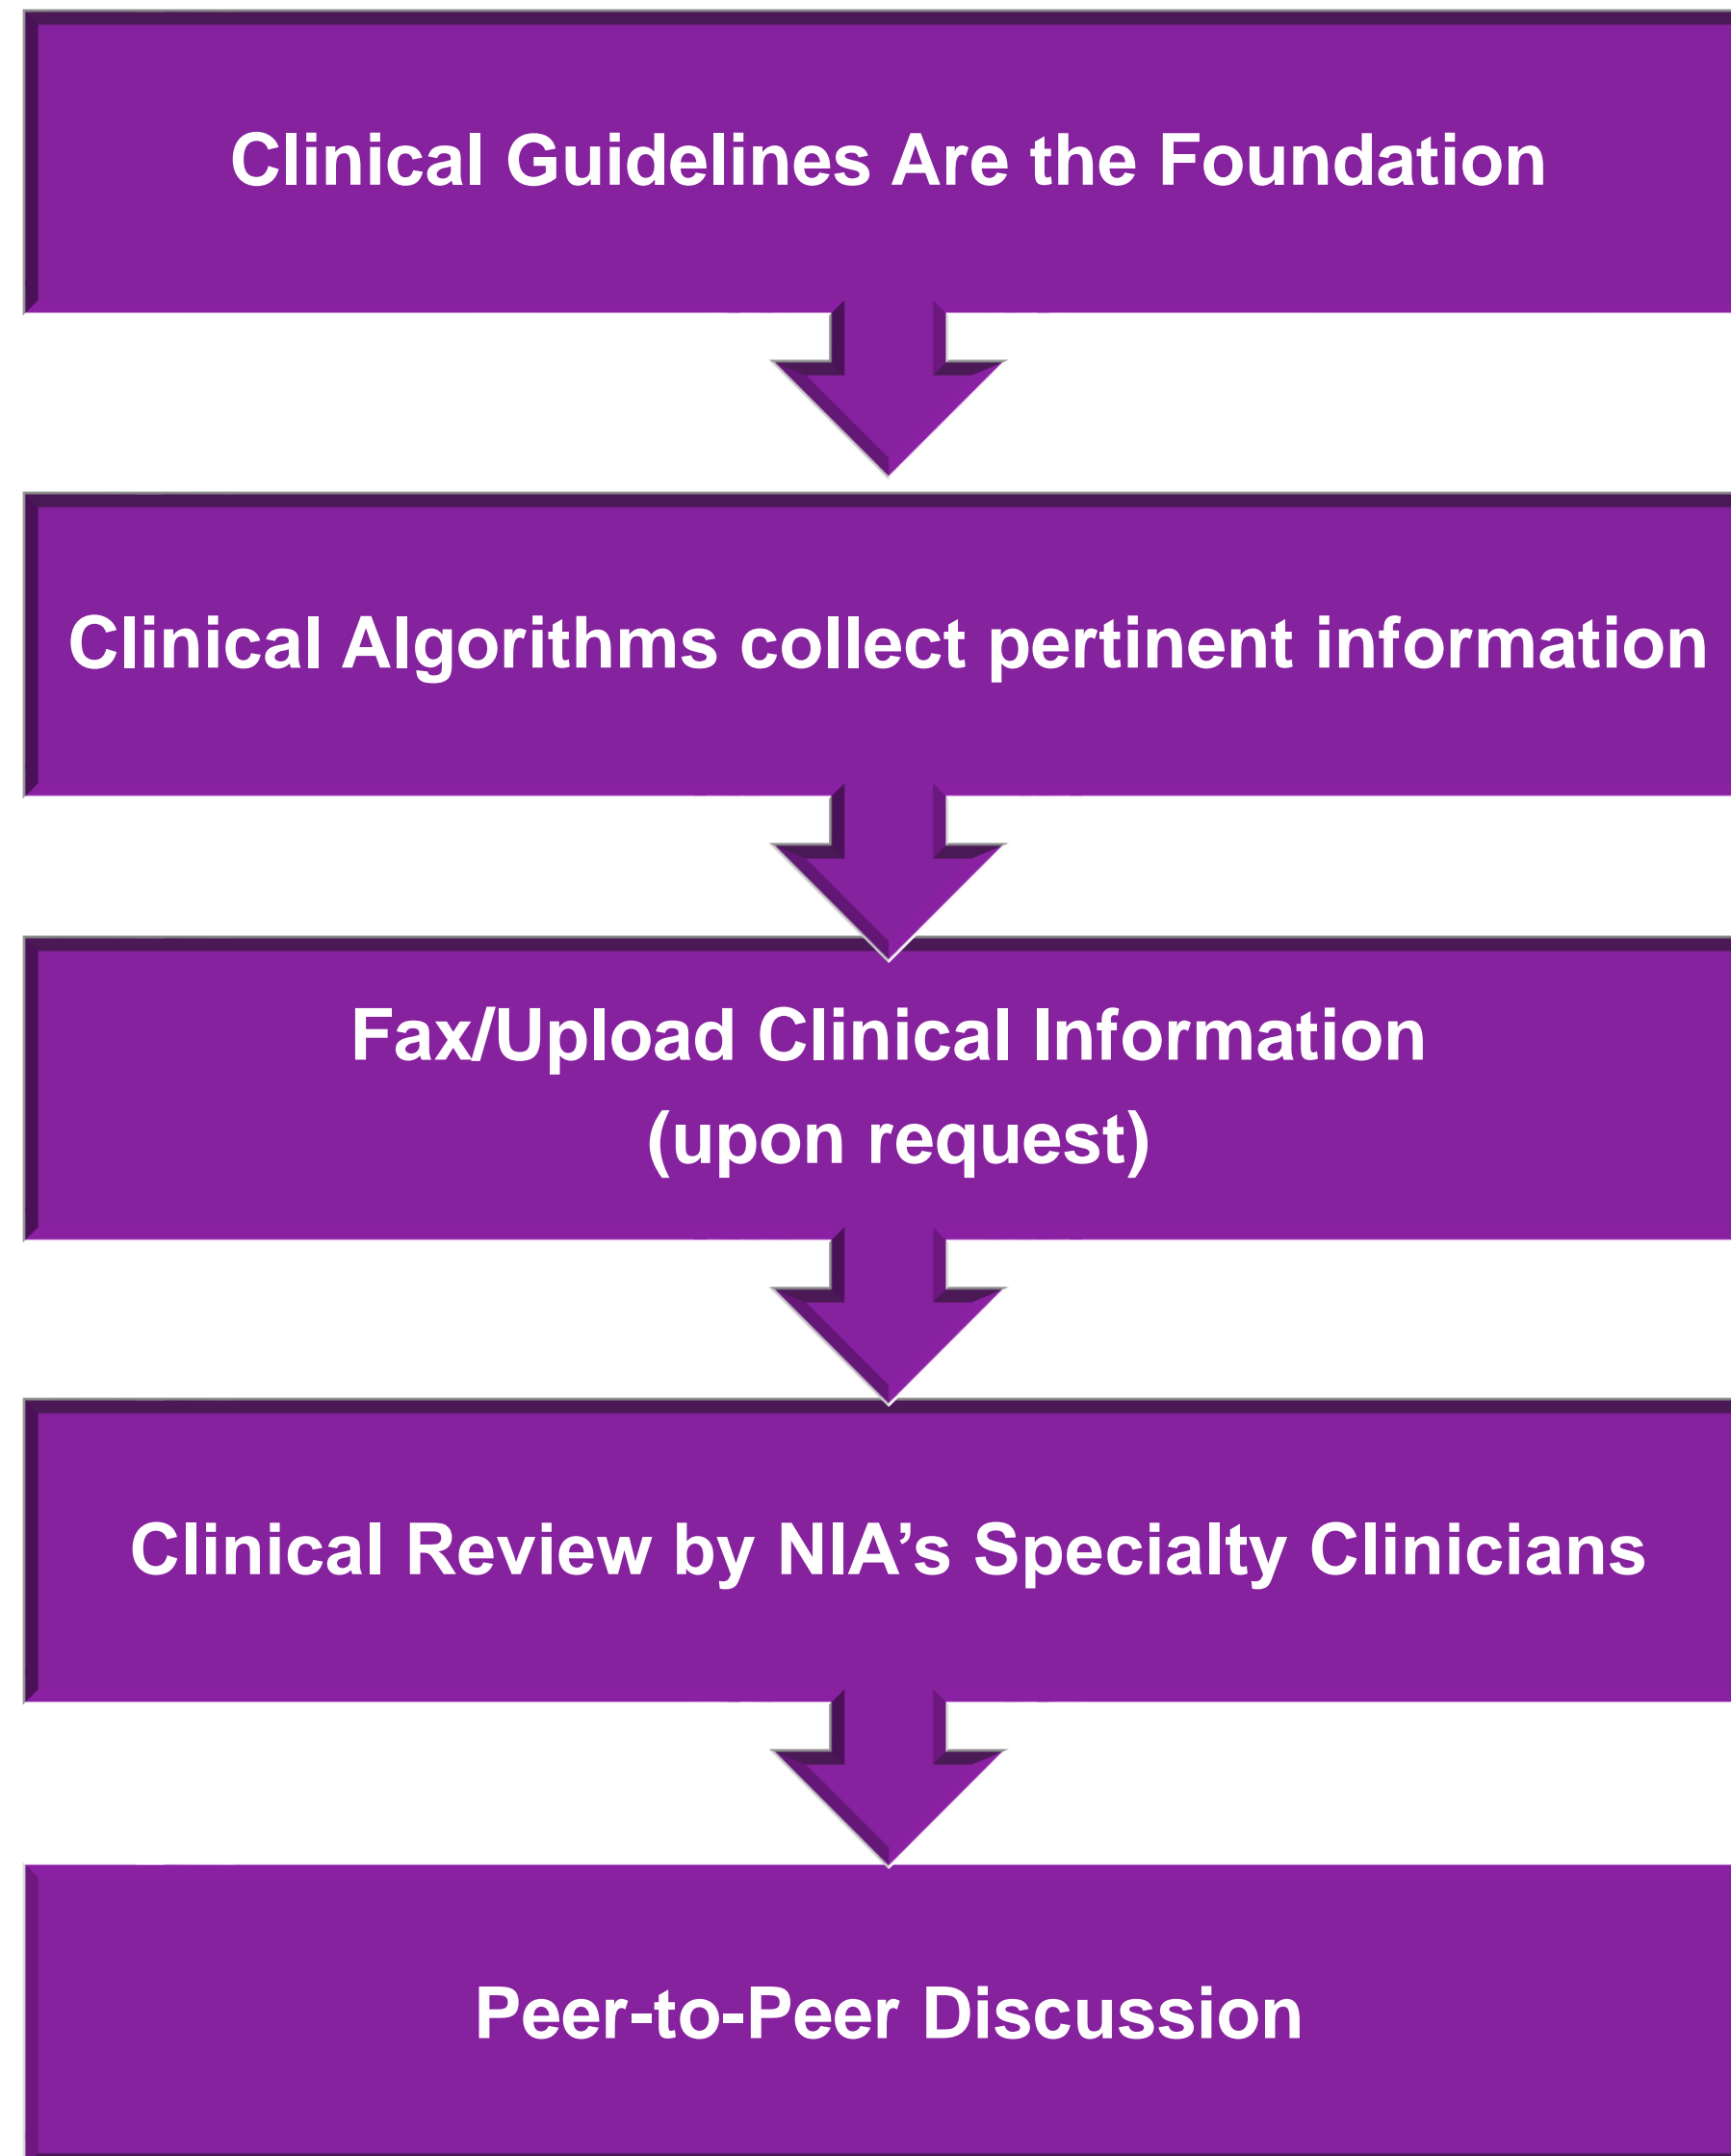 Clinical Guidelines Are the Foundation
Clinical Algorithms collect pertinent information
Fax/Upload Clinical Information
(upon request)
Clinical Review by NIA’s Specialty Clinicians
Peer-to-Peer Discussion